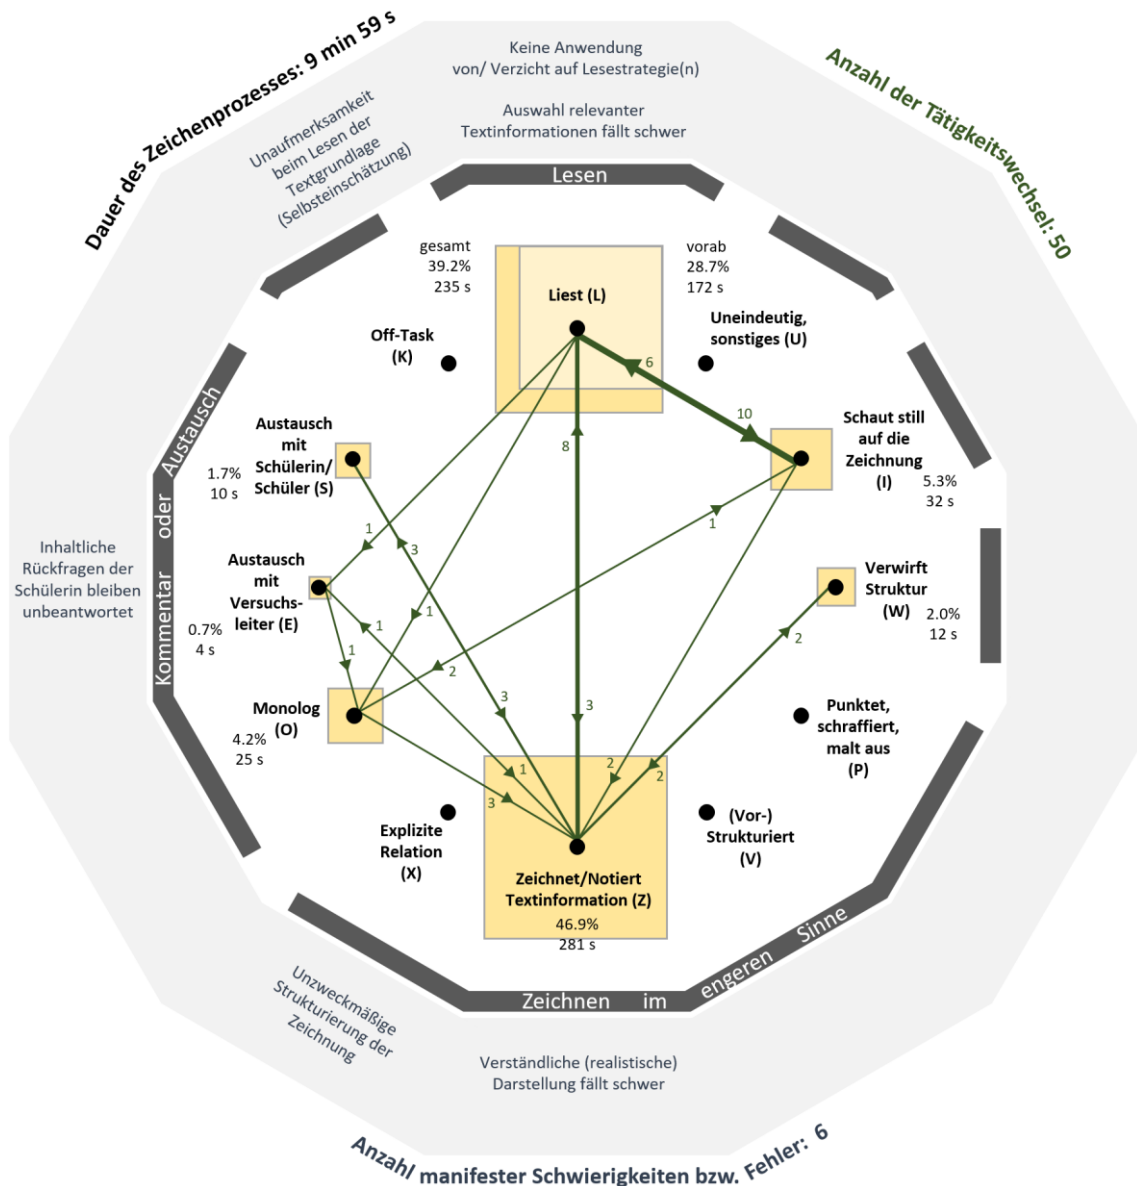 Dauer des Zeichenprozesses: 9 min 59 s
Anzahl der Tätigkeitswechsel: 50
Keine Anwendung
von/ Verzicht auf Lesestrategie(n)
Auswahl relevanter
Textinformationen fällt schwer
Unaufmerksamkeit
beim Lesen der
Textgrundlage
(Selbsteinschätzung)
Lesen
gesamt
39.2%
235 s
vorab
28.7%
172 s
Liest (L)
Off-Task
(K)
Uneindeutig,
sonstiges (U)
6
10
8
Schaut still
auf die
Zeichnung
(I)
5.3%
32 s
Austausch
mit
Schülerin/
Schüler (S)
1.7%
10 s
Kommentar oder Austausch
Inhaltliche
Rückfragen der
Schülerin bleiben
unbeantwortet
1
3
1
Austausch
mit
Versuchs-
leiter (E)
0.7%
4 s
Verwirft
Struktur
(W)
2.0%
12 s
1
1
1
2
2
Monolog
(O)
4.2%
25 s
3
3
Punktet,
schraffiert,
malt aus
(P)
1
2
2
3
Explizite
Relation
(X)
(Vor-)
Strukturiert
(V)
Zeichnet/Notiert
Textinformation (Z)
46.9%
281 s
Zeichnen im engeren Sinne
Unzweckmäßige
Strukturierung der
Zeichnung
Verständliche (realistische)
Darstellung fällt schwer
Anzahl manifester Schwierigkeiten bzw. Fehler: 6